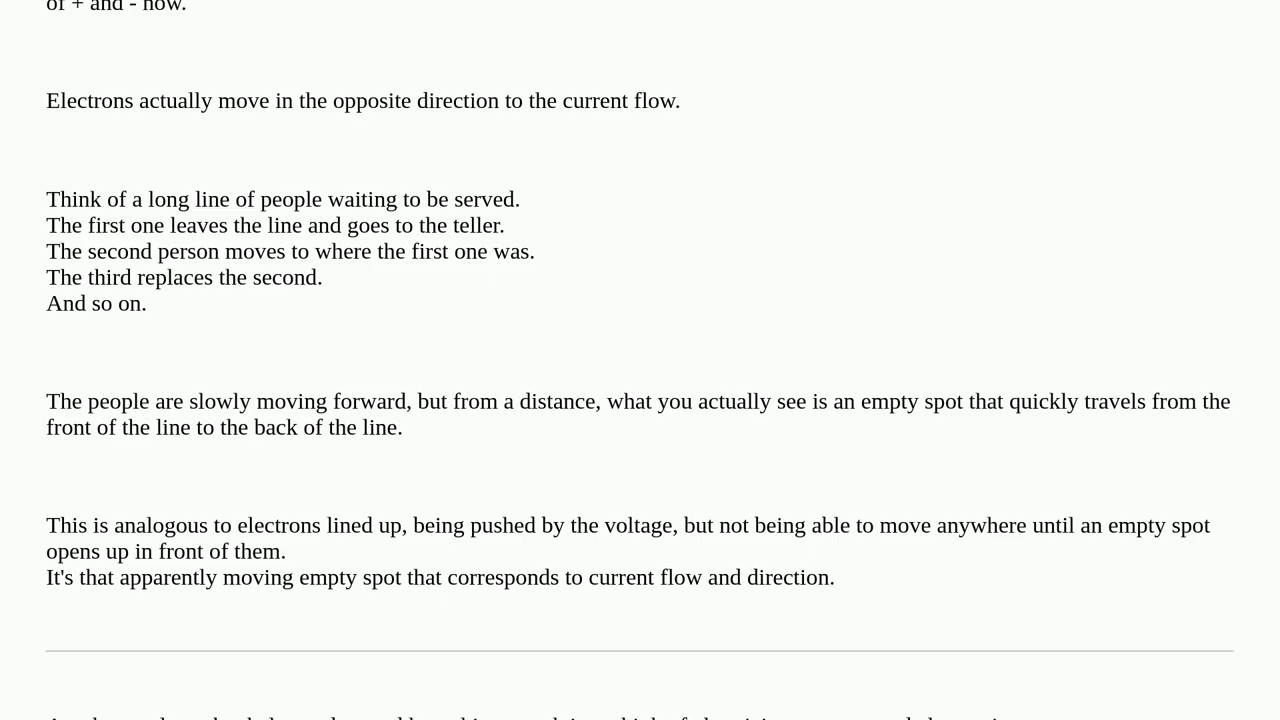 of + and - now.
Electrons actually move in the opposite direction to the current flow.
Think of a long line of people waiting to be served.
The first one leaves the line and goes to the teller.
The second person moves to where the first one was.
The third replaces the second.
And so on.
The people are slowly moving forward, but from a distance, what you actually see is an empty spot that quickly travels from the
front of the line to the back of the line.
This is analogous to electrons lined up, being pushed by the voltage, but not being able to move anywhere until an empty spot
opens up in front of them.
It's that apparently moving empty spot that corresponds to current flow and direction.